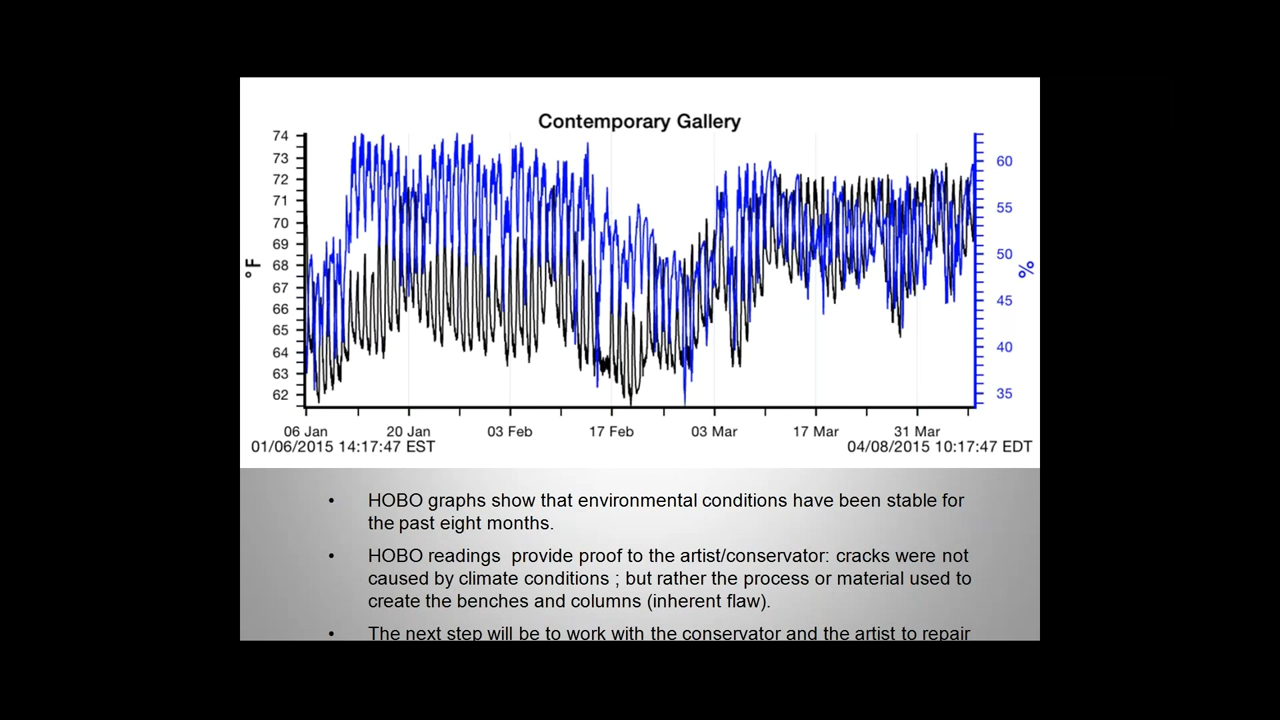 Contemporary Gallery
74
73
72
71
70
69
68
67
66
65
64
63
62
°F
60
55
50
45
40
35
%
06 Jan 20 Jan 03 Feb 17 Feb 03 Mar 17 Mar 31 Mar
01/06/2015 14:17:47 EST 04/08/2015 10:17:47 EDT
• HOBO graphs show that environmental conditions have been stable for
the past eight months.
• HOBO readings  provide proof to the artist/conservator: cracks were not
caused by climate conditions ; but rather the process or material used to
create the benches and columns (inherent flaw).
• The next step will be to work with the conservator and the artist to repair